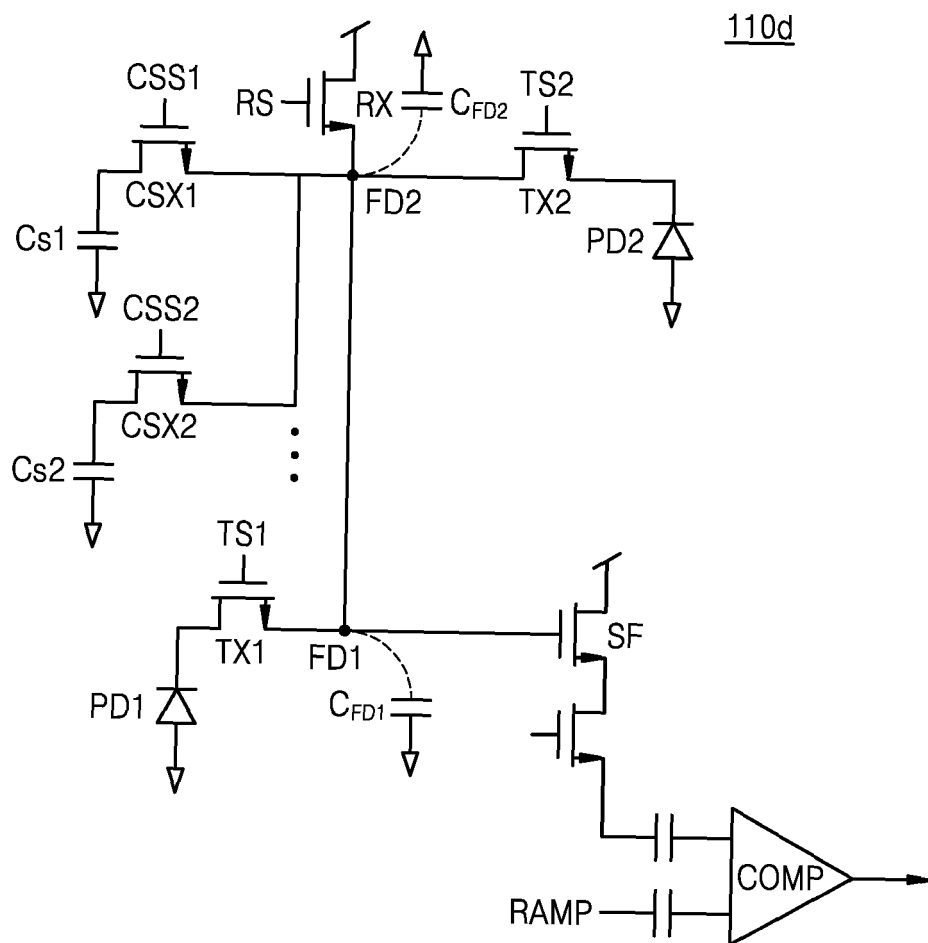 110d
CSS1
RS
RX
C_FD2
TS2
CSX1
FD2
TX2
Cs1
PD2
CSS2
CSX2
Cs2
TS1
SF
TX1
FD1
PD1
C_FD1
COMP
RAMP